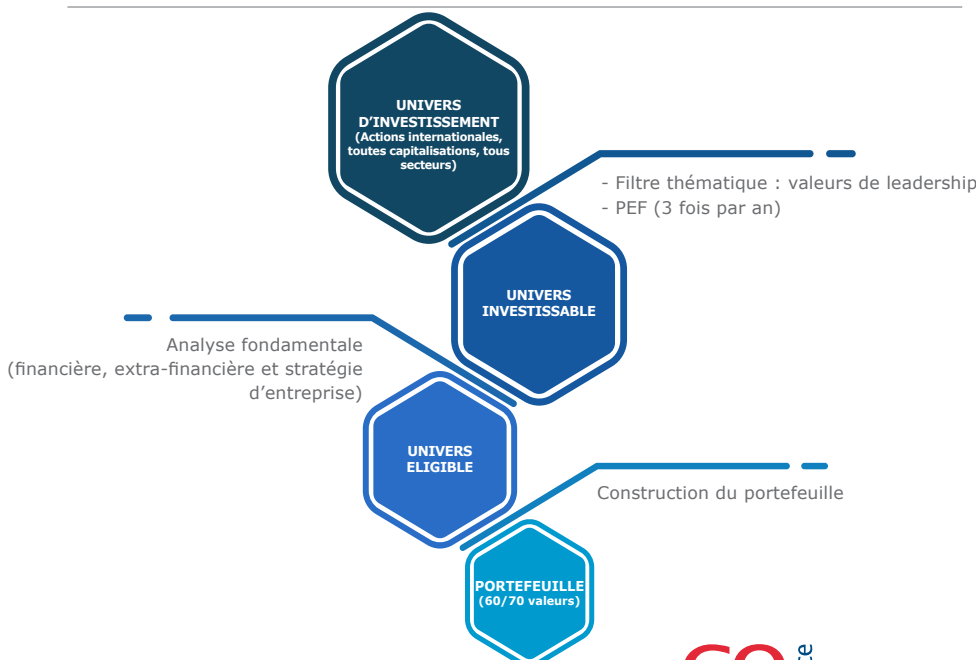 UNIVERS
D'INVESTISSEMENT
(Actions internationales,
toutes capitalisations, tous
secteurs)
- Filtre thématique : valeurs de leadership
- PEF (3 fois par an)
UNIVERS
INVESTISSABLE
Analyse fondamentale
(financière, extra-financière et stratégie
d'entreprise)
UNIVERS
ELIGIBLE
Construction du portefeuille
PORTEFEUILLE
(60/70 valeurs)